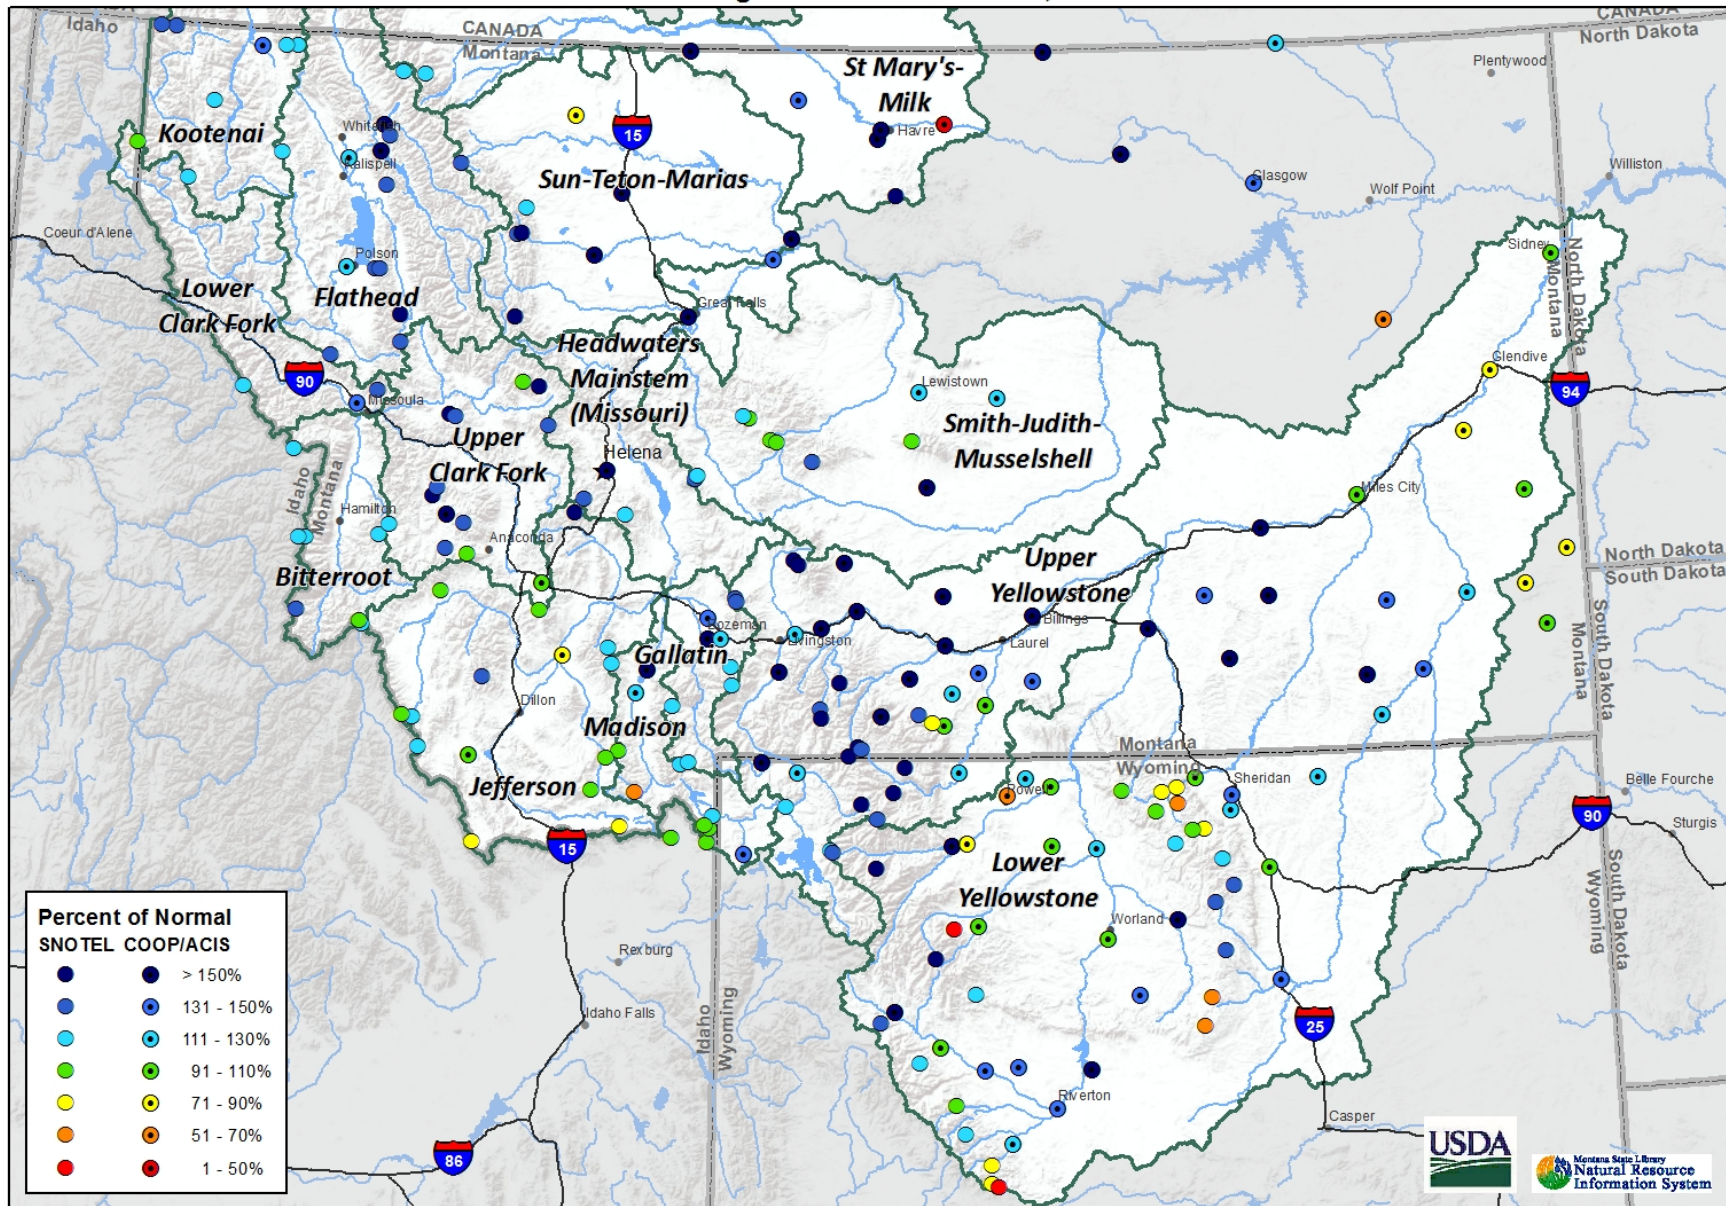 CANADA
Idaho
CANADA
Montana
CANADA
North Dakota
Plentywood
St Mary's-
Milk
Kootenai
Whitefish
15
Havre
Kalispell
Sun-Teton-Marias
Glasgow
Wolf Point
Williston
Coeur d'Alene
Polson
Sidney
North Dakota
Montana
Lower
Clark Fork
Flathead
Great Falls
Headwaters
Mainstem
(Missouri)
Glendive
90
Missoula
Lewistown
94
Upper
Clark Fork
Helena
Smith-Judith-
Musselshell
Idaho
Montana
Hamilton
Miles City
Anaconda
Bitterroot
Upper
Yellowstone
North Dakota
South Dakota
Bozeman
Livingston
Billings
Laurel
Gallatin
South Dakota
Montana
Dillon
Madison
Montana
Wyoming
Jefferson
Powell
Sheridan
Belle Fourche
90
Sturgis
15
Lower
Yellowstone
South Dakota
Wyoming
Percent of Normal
SNOTEL COOP/ACIS
> 150%
131 - 150%
111 - 130%
91 - 110%
71 - 90%
51 - 70%
1 - 50%
Worland
Rexburg
Idaho Falls
Idaho
Wyoming
25
Riverton
Casper
86
USDA
Montana State Library
Natural Resource
Information System